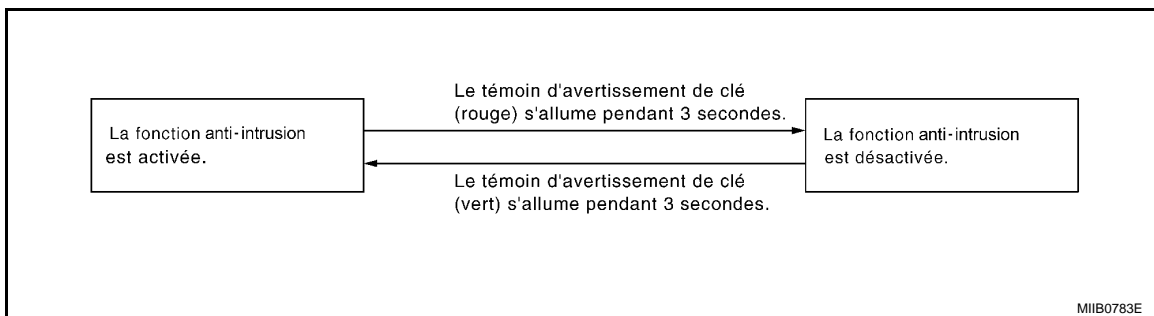 Le témoin d'avertissement de clé
(rouge) s'allume pendant 3 secondes.
La fonction anti-intrusion
est activée.
La fonction anti-intrusion
est désactivée.
Le témoin d'avertissement de clé
(vert) s'allume pendant 3 secondes.
MIIB0783E